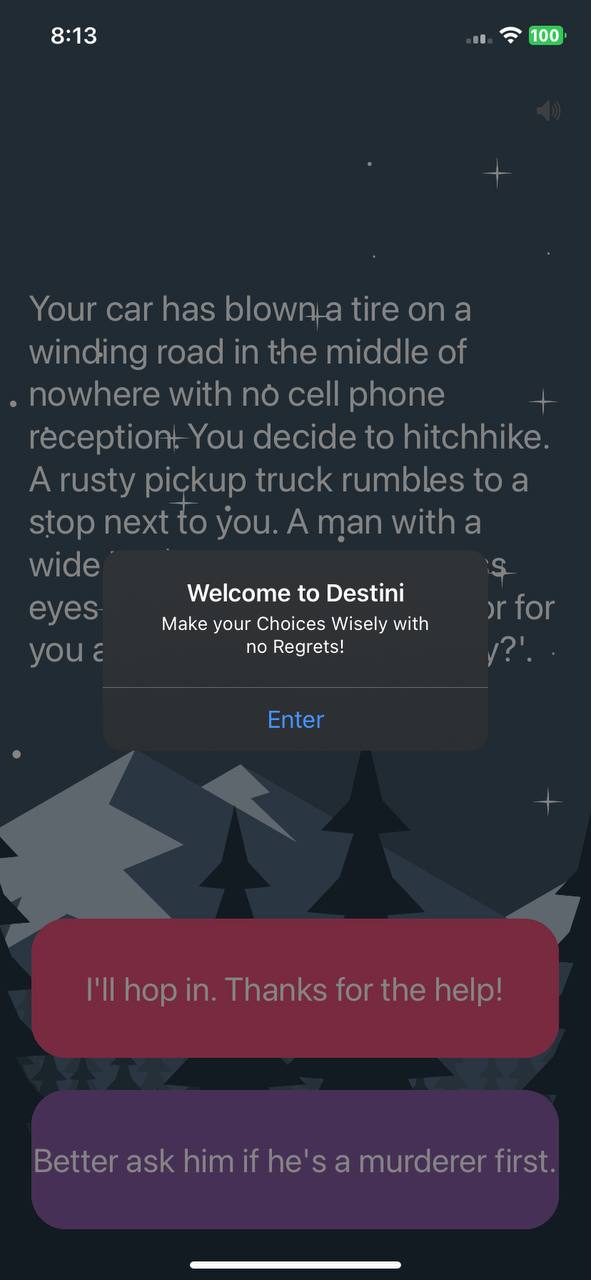 8:13
100
Your car has blown a tire on a
winding road in the middle of
nowhere with no cell phone
reception. You decide to hitchhike.
A rusty pickup truck rumbles to a
stop next to you. A man with a
wide
eyes
for
you
Welcome to Destini
Make your Choices Wisely with
no Regrets!
Enter
I'll hop in. Thanks for the help!
Better ask him if he's a murderer first.